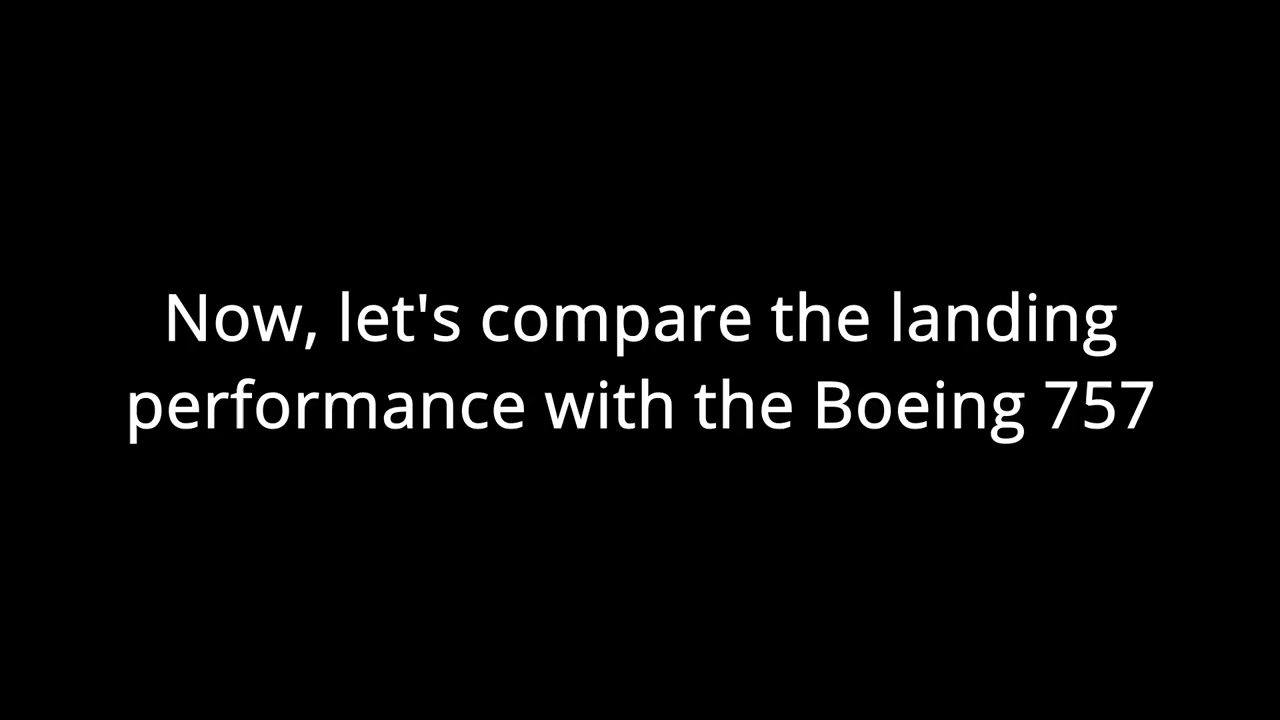 Now, let's compare the landing
performance with the Boeing 757